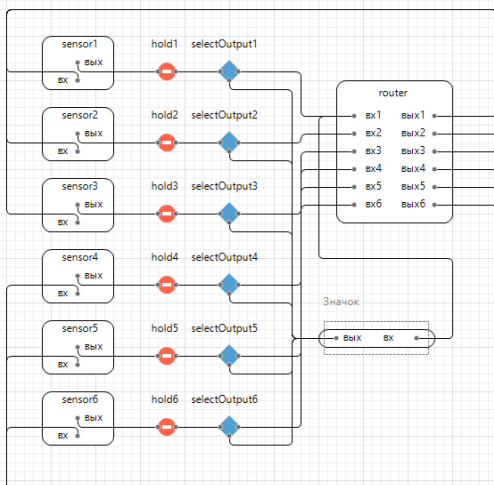 sensor1 hold1 selectOutput1
вых
вх
router
sensor2 hold2 selectOutput2
вх1 вых1
вых
вх2 вых2
вх
вх3 вых3
вх4 вых4
sensor3 hold3 selectOutput3
вх5 вых5
вых
вх6 вых6
вх
sensor4 hold4 selectOutput4
вых
вх
Значок
sensor5 hold5 selectOutput5
вых вх
вых
вх
sensor6 hold6 selectOutput6
вых
вх